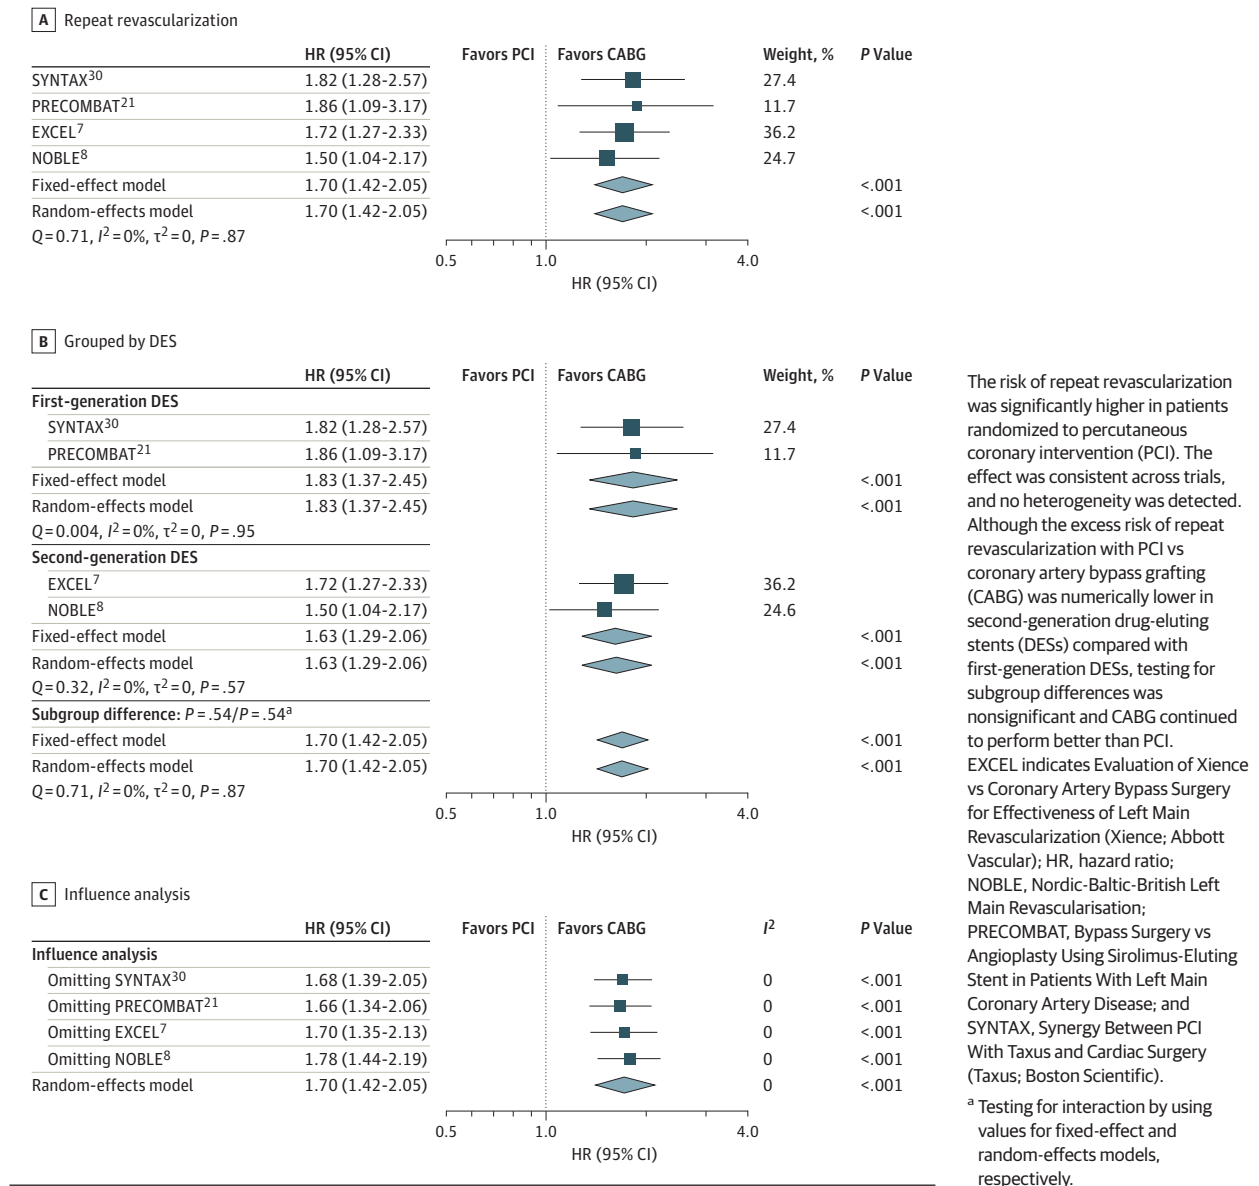 A Repeat revascularization
HR (95% CI) Favors PCI Favors CABG Weight, % P Value
SYNTAX30 1.82 (1.28-2.57) 27.4
PRECOMBAT21 1.86 (1.09-3.17) 11.7
EXCEL7 1.72 (1.27-2.33) 36.2
NOBLE8 1.50 (1.04-2.17) 24.7
Fixed-effect model 1.70 (1.42-2.05) <.001
Random-effects model 1.70 (1.42-2.05) <.001
Q=0.71, I2=0%, τ2=0, P=.87
0.5 1.0 4.0
HR (95% CI)
B Grouped by DES
HR (95% CI) Favors PCI Favors CABG Weight, % P Value
First-generation DES
SYNTAX30 1.82 (1.28-2.57) 27.4
PRECOMBAT21 1.86 (1.09-3.17) 11.7
Fixed-effect model 1.83 (1.37-2.45) <.001
Random-effects model 1.83 (1.37-2.45) <.001
Q=0.004, I2=0%, τ2=0, P=.95
Second-generation DES
EXCEL7 1.72 (1.27-2.33) 36.2
NOBLE8 1.50 (1.04-2.17) 24.6
Fixed-effect model 1.63 (1.29-2.06) <.001
Random-effects model 1.63 (1.29-2.06) <.001
Q=0.32, I2=0%, τ2=0, P=.57
Subgroup difference: P=.54/P=.54a
Fixed-effect model 1.70 (1.42-2.05) <.001
Random-effects model 1.70 (1.42-2.05) <.001
Q=0.71, I2=0%, τ2=0, P=.87
0.5 1.0 4.0
HR (95% CI)
C Influence analysis
HR (95% CI) Favors PCI Favors CABG I2 P Value
Influence analysis
Omitting SYNTAX30 1.68 (1.39-2.05) 0 <.001
Omitting PRECOMBAT21 1.66 (1.34-2.06) 0 <.001
Omitting EXCEL7 1.70 (1.35-2.13) 0 <.001
Omitting NOBLE8 1.78 (1.44-2.19) 0 <.001
Random-effects model 1.70 (1.42-2.05) 0 <.001
0.5 1.0 4.0
HR (95% CI)
The risk of repeat revascularization
was significantly higher in patients
randomized to percutaneous
coronary intervention (PCI). The
effect was consistent across trials,
and no heterogeneity was detected.
Although the excess risk of repeat
revascularization with PCI vs
coronary artery bypass grafting
(CABG) was numerically lower in
second-generation drug-eluting
stents (DESs) compared with
first-generation DESs, testing for
subgroup differences was
nonsignificant and CABG continued
to perform better than PCI.
EXCEL indicates Evaluation of Xience
vs Coronary Artery Bypass Surgery
for Effectiveness of Left Main
Revascularization (Xience; Abbott
Vascular); HR, hazard ratio;
NOBLE, Nordic-Baltic-British Left
Main Revascularisation;
PRECOMBAT, Bypass Surgery vs
Angioplasty Using Sirolimus-Eluting
Stent in Patients With Left Main
Coronary Artery Disease; and
SYNTAX, Synergy Between PCI
With Taxus and Cardiac Surgery
(Taxus; Boston Scientific).
a Testing for interaction by using
values for fixed-effect and
random-effects models,
respectively.